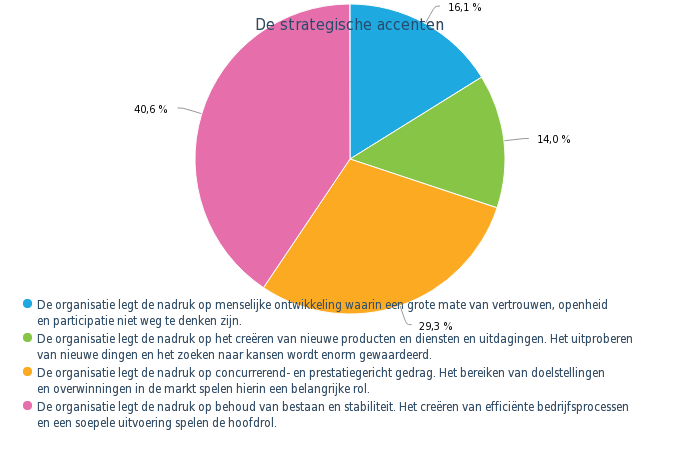 16,1 %
De strategische accenten
40,6 %
14,0 %
De organisatie legt de nadruk op menselijke ontwikkeling waarin een grote mate van vertrouwen, openheid
en participatie niet weg te denken zijn.
29,3 %
De organisatie legt de nadruk op het creëren van nieuwe producten en diensten en uitdagingen. Het uitproberen
van nieuwe dingen en het zoeken naar kansen wordt enorm gewaardeerd.
De organisatie legt de nadruk op concurrerend- en prestatiegericht gedrag. Het bereiken van doelstellingen
en overwinningen in de markt spelen hierin een belangrijke rol.
De organisatie legt de nadruk op behoud van bestaan en stabiliteit. Het creëren van efficiënte bedrijfsprocessen
en een soepele uitvoering spelen de hoofdrol.